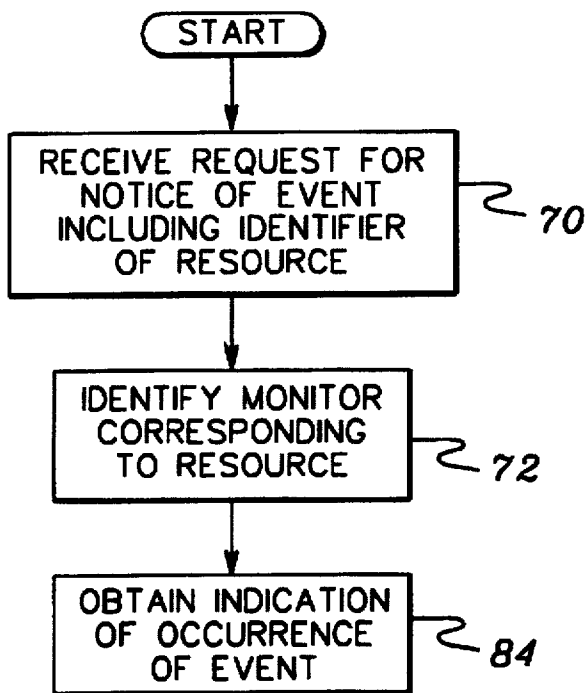 START
RECEIVE REQUEST FOR
NOTICE OF EVENT
INCLUDING IDENTIFIER
OF RESOURCE
70
IDENTIFY MONITOR
CORRESPONDING
TO RESOURCE
72
OBTAIN INDICATION
OF OCCURRENCE
OF EVENT
84